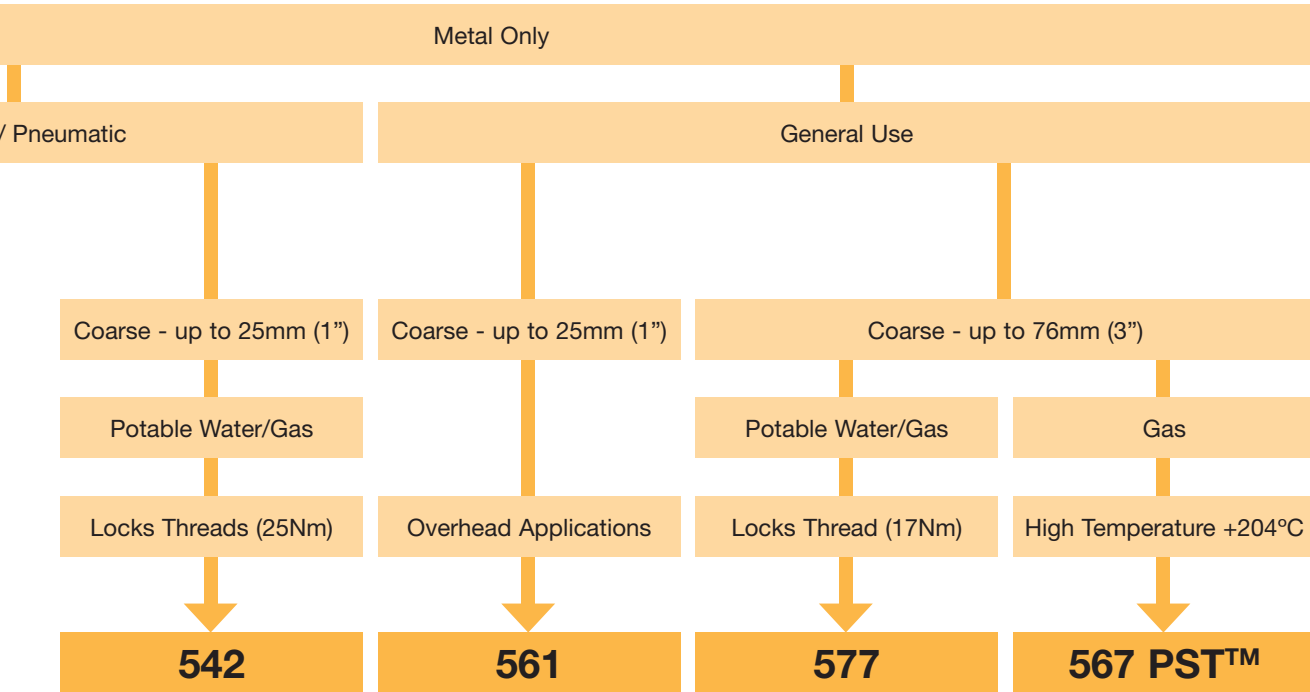 Metal Only
/ Pneumatic
General Use
Coarse - up to 25mm (1”)
Coarse - up to 25mm (1”)
Coarse - up to 76mm (3”)
Potable Water/Gas
Potable Water/Gas
Gas
Locks Threads (25Nm)
Overhead Applications
Locks Thread (17Nm)
High Temperature +204ºC
542
561
577
567 PST™